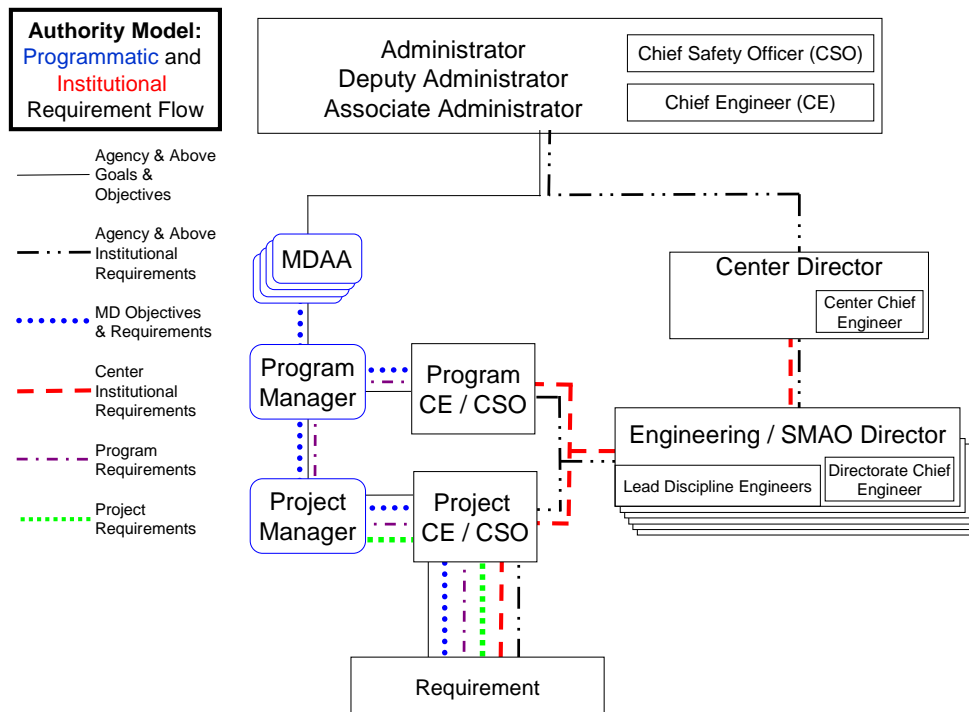 Authority Model:
Programmatic and
Institutional
Requirement Flow
Agency & Above
Goals &
Objectives
Agency & Above
Institutional
Requirements
MD Objectives
& Requirements
Center
Institutional
Requirements
Program
Requirements
Project
Requirements
Administrator
Deputy Administrator
Associate Administrator
Chief Safety Officer (CSO)
Chief Engineer (CE)
MDAA
Center Director
Center Chief
Engineer
Program
Manager
Program
CE / CSO
Engineering / SMAO Director
Lead Discipline Engineers
Directorate Chief
Engineer
Project
Manager
Project
CE / CSO
Requirement